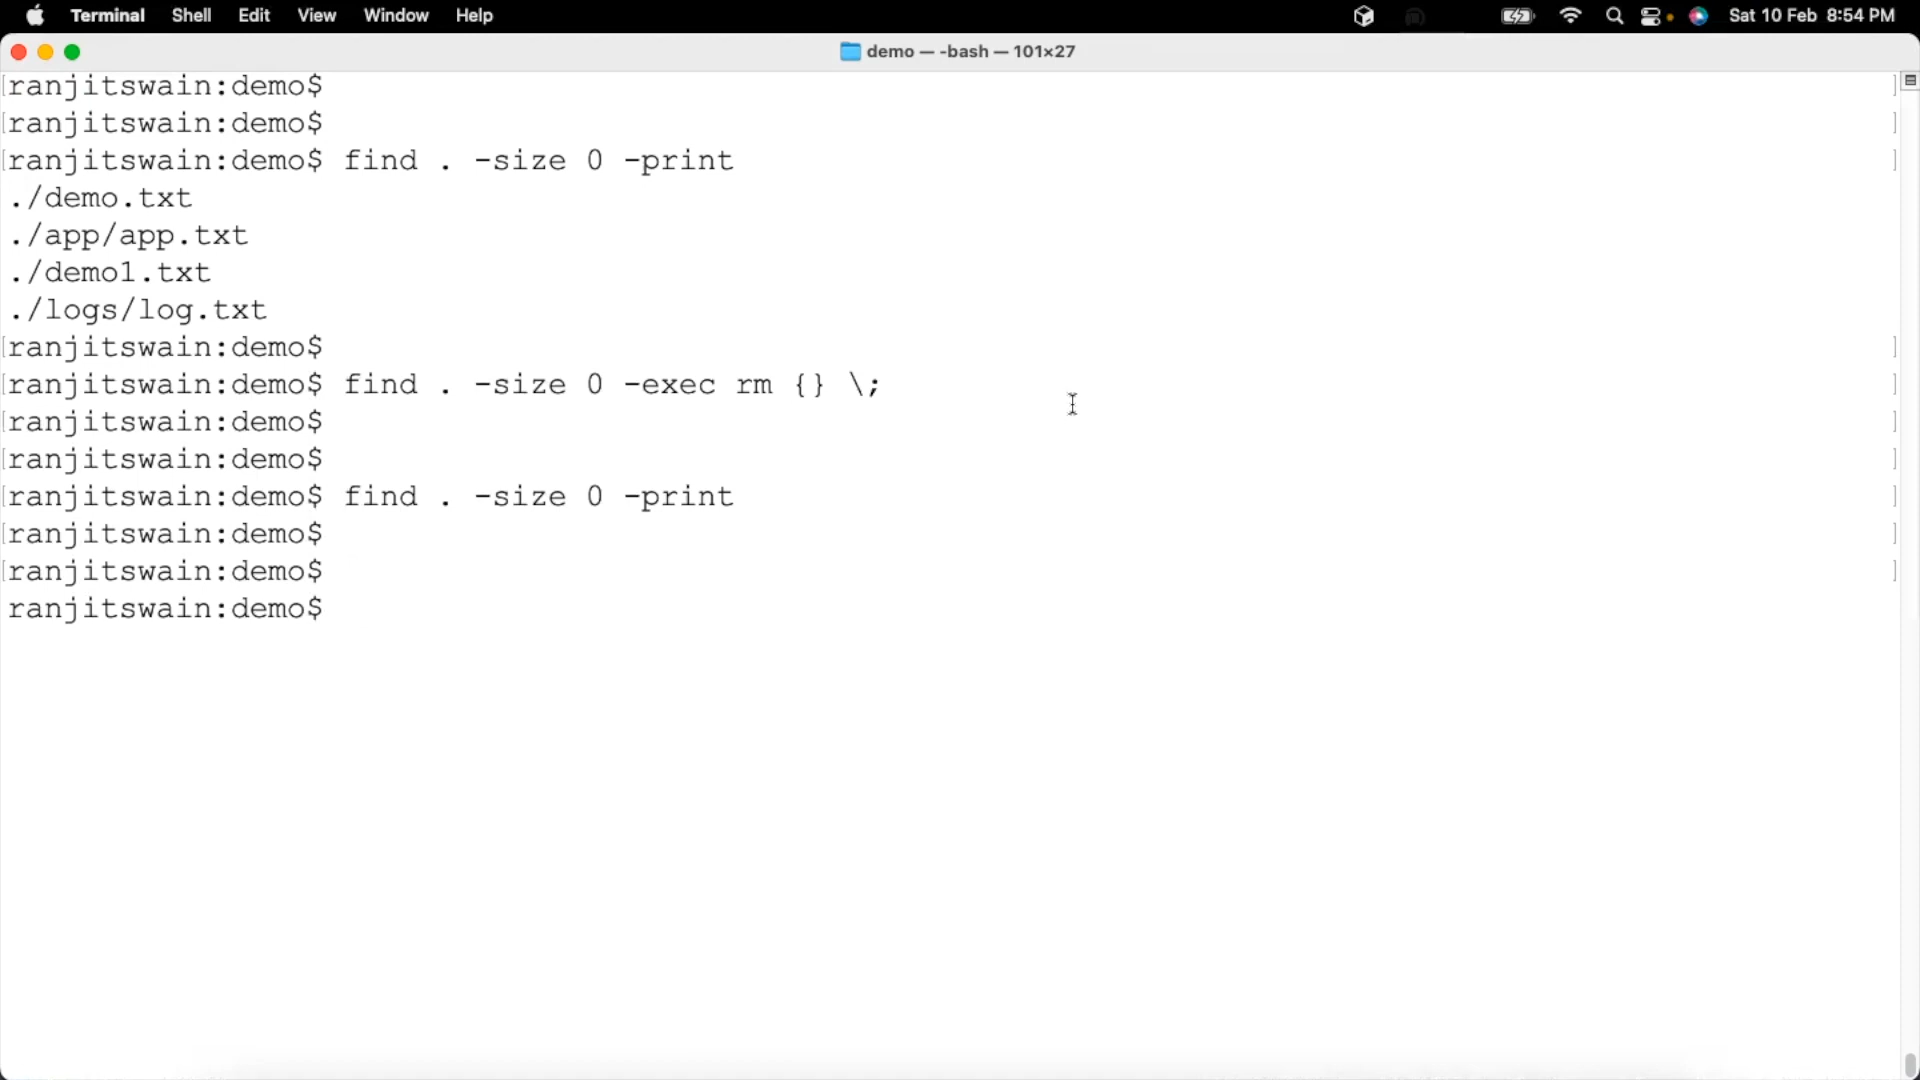 Terminal Shell Edit View Window Help Sat 10 Feb 8:54 PM
demo — -bash — 101×27
ranjitswain:demo$
ranjitswain:demo$
ranjitswain:demo$ find . -size 0 -print
./demo.txt
./app/app.txt
./demo1.txt
./logs/log.txt
ranjitswain:demo$
ranjitswain:demo$ find . -size 0 -exec rm {} \;
ranjitswain:demo$
ranjitswain:demo$
ranjitswain:demo$ find . -size 0 -print
ranjitswain:demo$
ranjitswain:demo$
ranjitswain:demo$